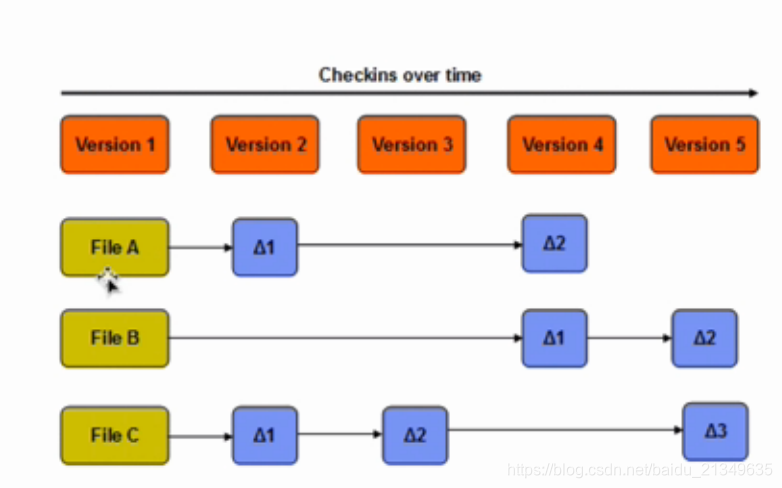 Checkins over time
Version 1 Version 2 Version 3 Version 4 Version 5
File A Δ1 Δ2
File B Δ1 Δ2
File C Δ1 Δ2 Δ3
https://blog.csdn.net/baidu_21349635